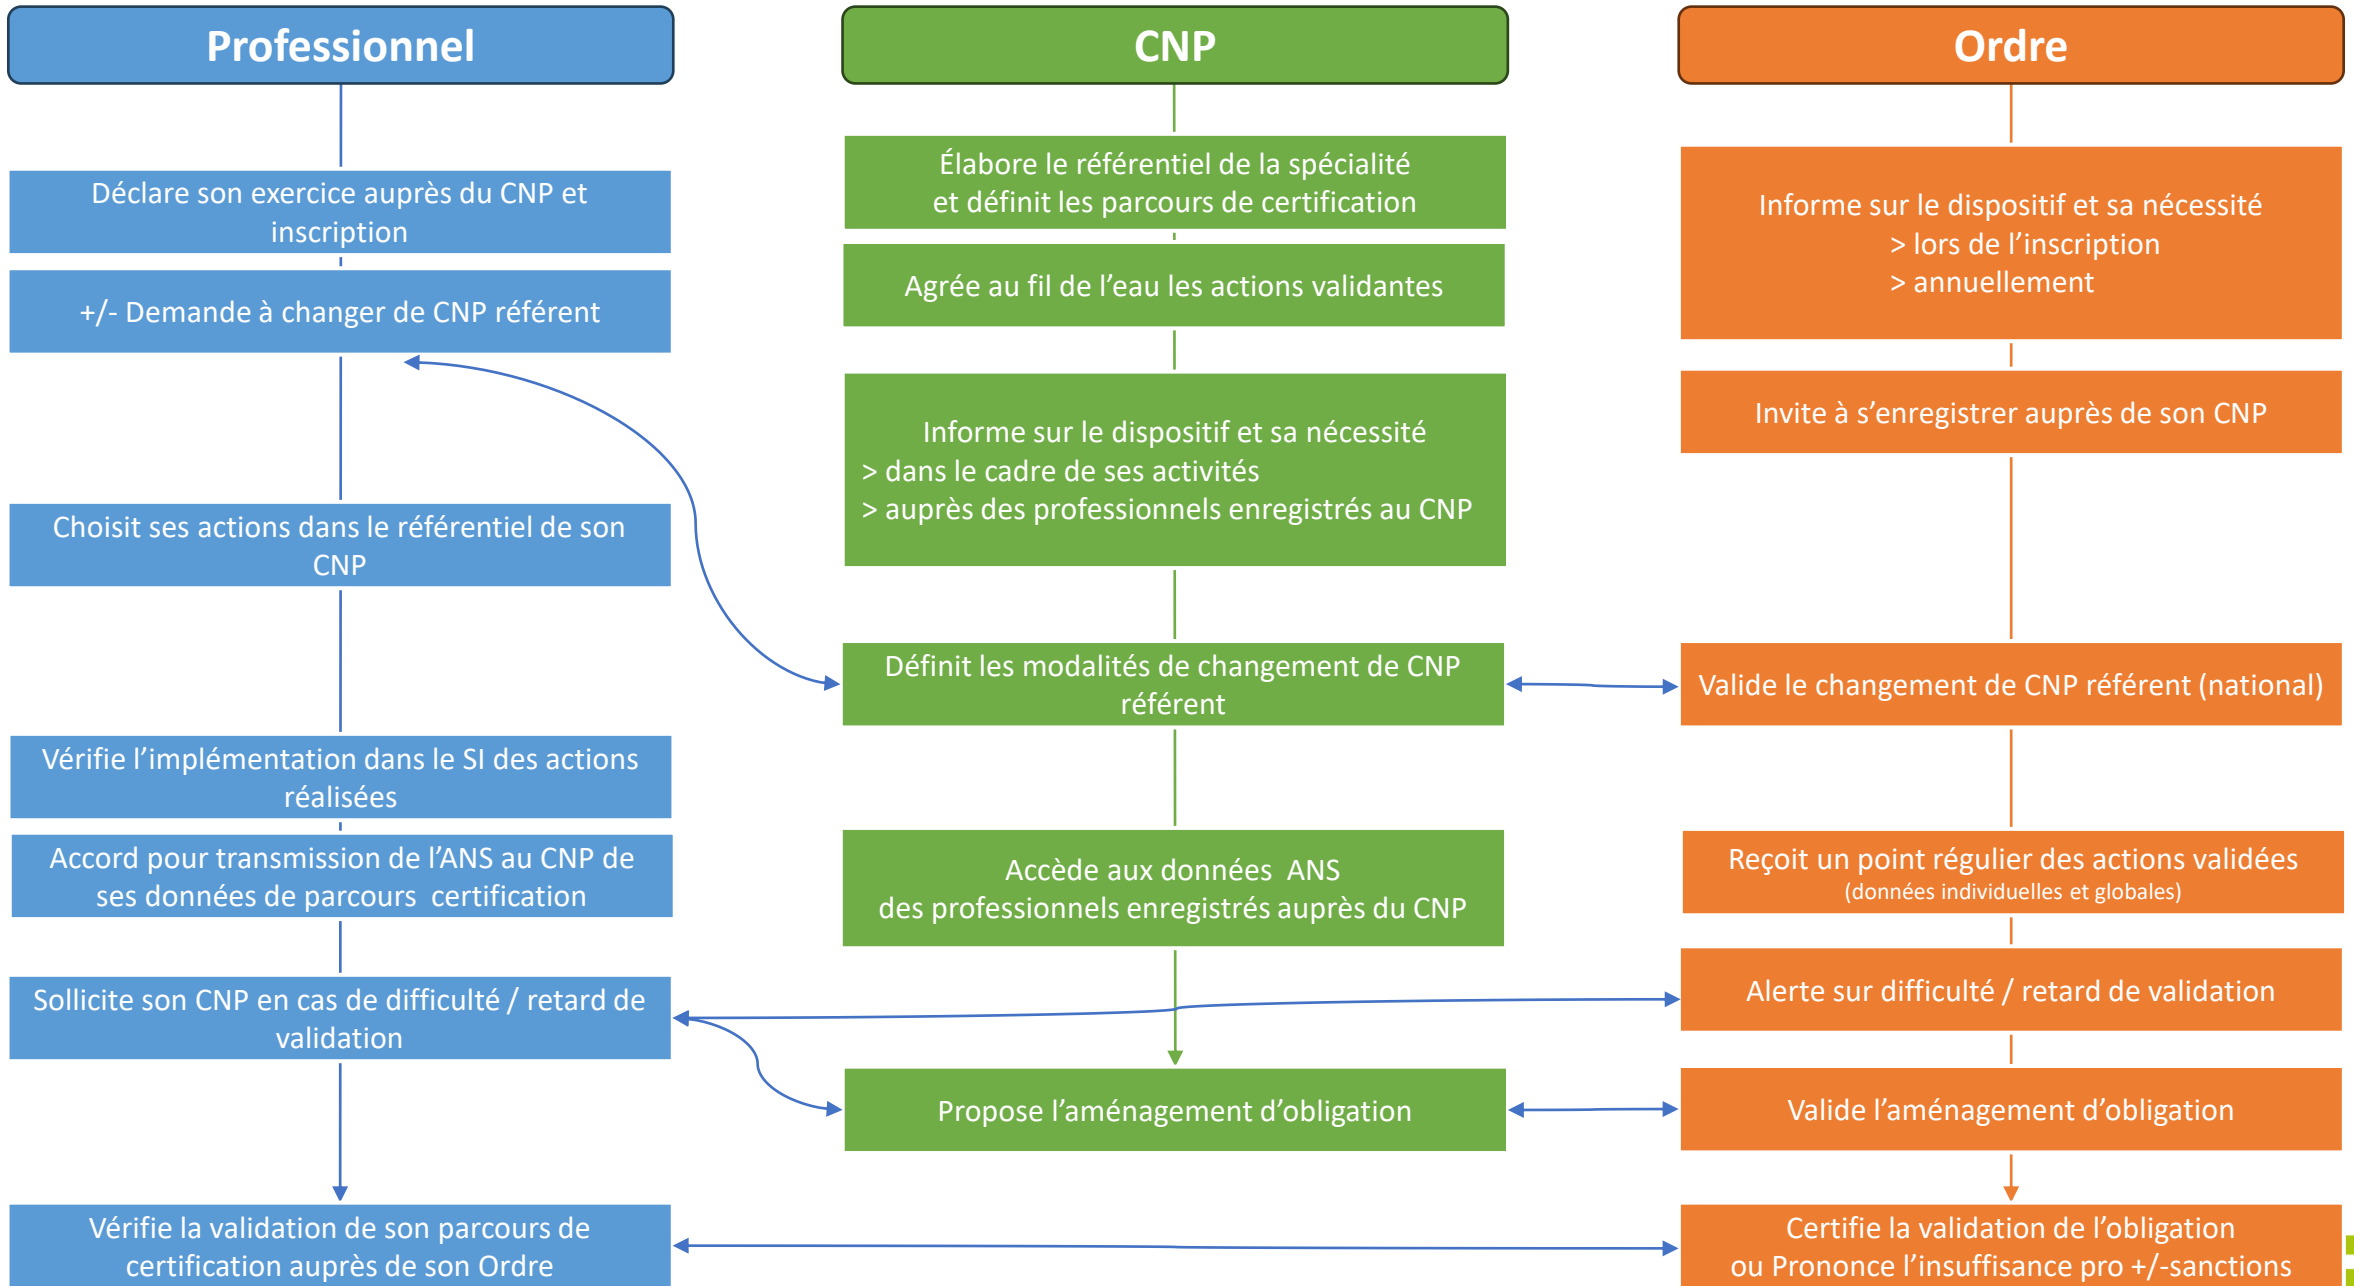 Professionnel
Déclare son exercice auprès du CNP et
inscription
+/- Demande à changer de CNP référent
Choisit ses actions dans le référentiel de son
CNP
Vérifie l’implémentation dans le SI des actions
réalisées
Accord pour transmission de l’ANS au CNP de
ses données de parcours certification
Sollicite son CNP en cas de difficulté / retard de
validation
Vérifie la validation de son parcours de
certification auprès de son Ordre
CNP
Élabore le référentiel de la spécialité
et définit les parcours de certification
Agrée au fil de l’eau les actions validantes
Informe sur le dispositif et sa nécessité
> dans le cadre de ses activités
> auprès des professionnels enregistrés au CNP
Définit les modalités de changement de CNP
référent
Accède aux données ANS
des professionnels enregistrés auprès du CNP
Propose l’aménagement d’obligation
Ordre
Informe sur le dispositif et sa nécessité
> lors de l’inscription
> annuellement
Invite à s’enregistrer auprès de son CNP
Valide le changement de CNP référent (national)
Reçoit un point régulier des actions validées
(données individuelles et globales)
Alerte sur difficulté / retard de validation
Valide l’aménagement d’obligation
Certifie la validation de l’obligation
ou Prononce l’insuffisance pro +/-sanctions